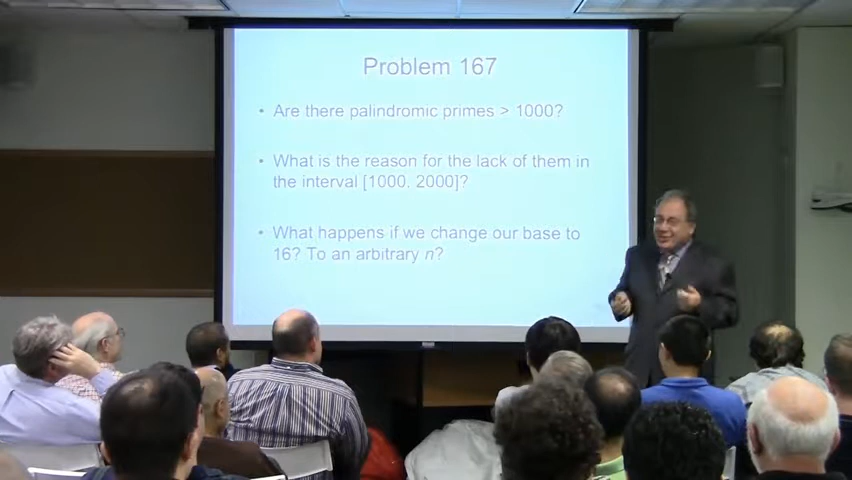 Problem 167
• Are there palindromic primes > 1000?
• What is the reason for the lack of them in
the interval [1000, 2000]?
• What happens if we change our base to
16? To an arbitrary n?